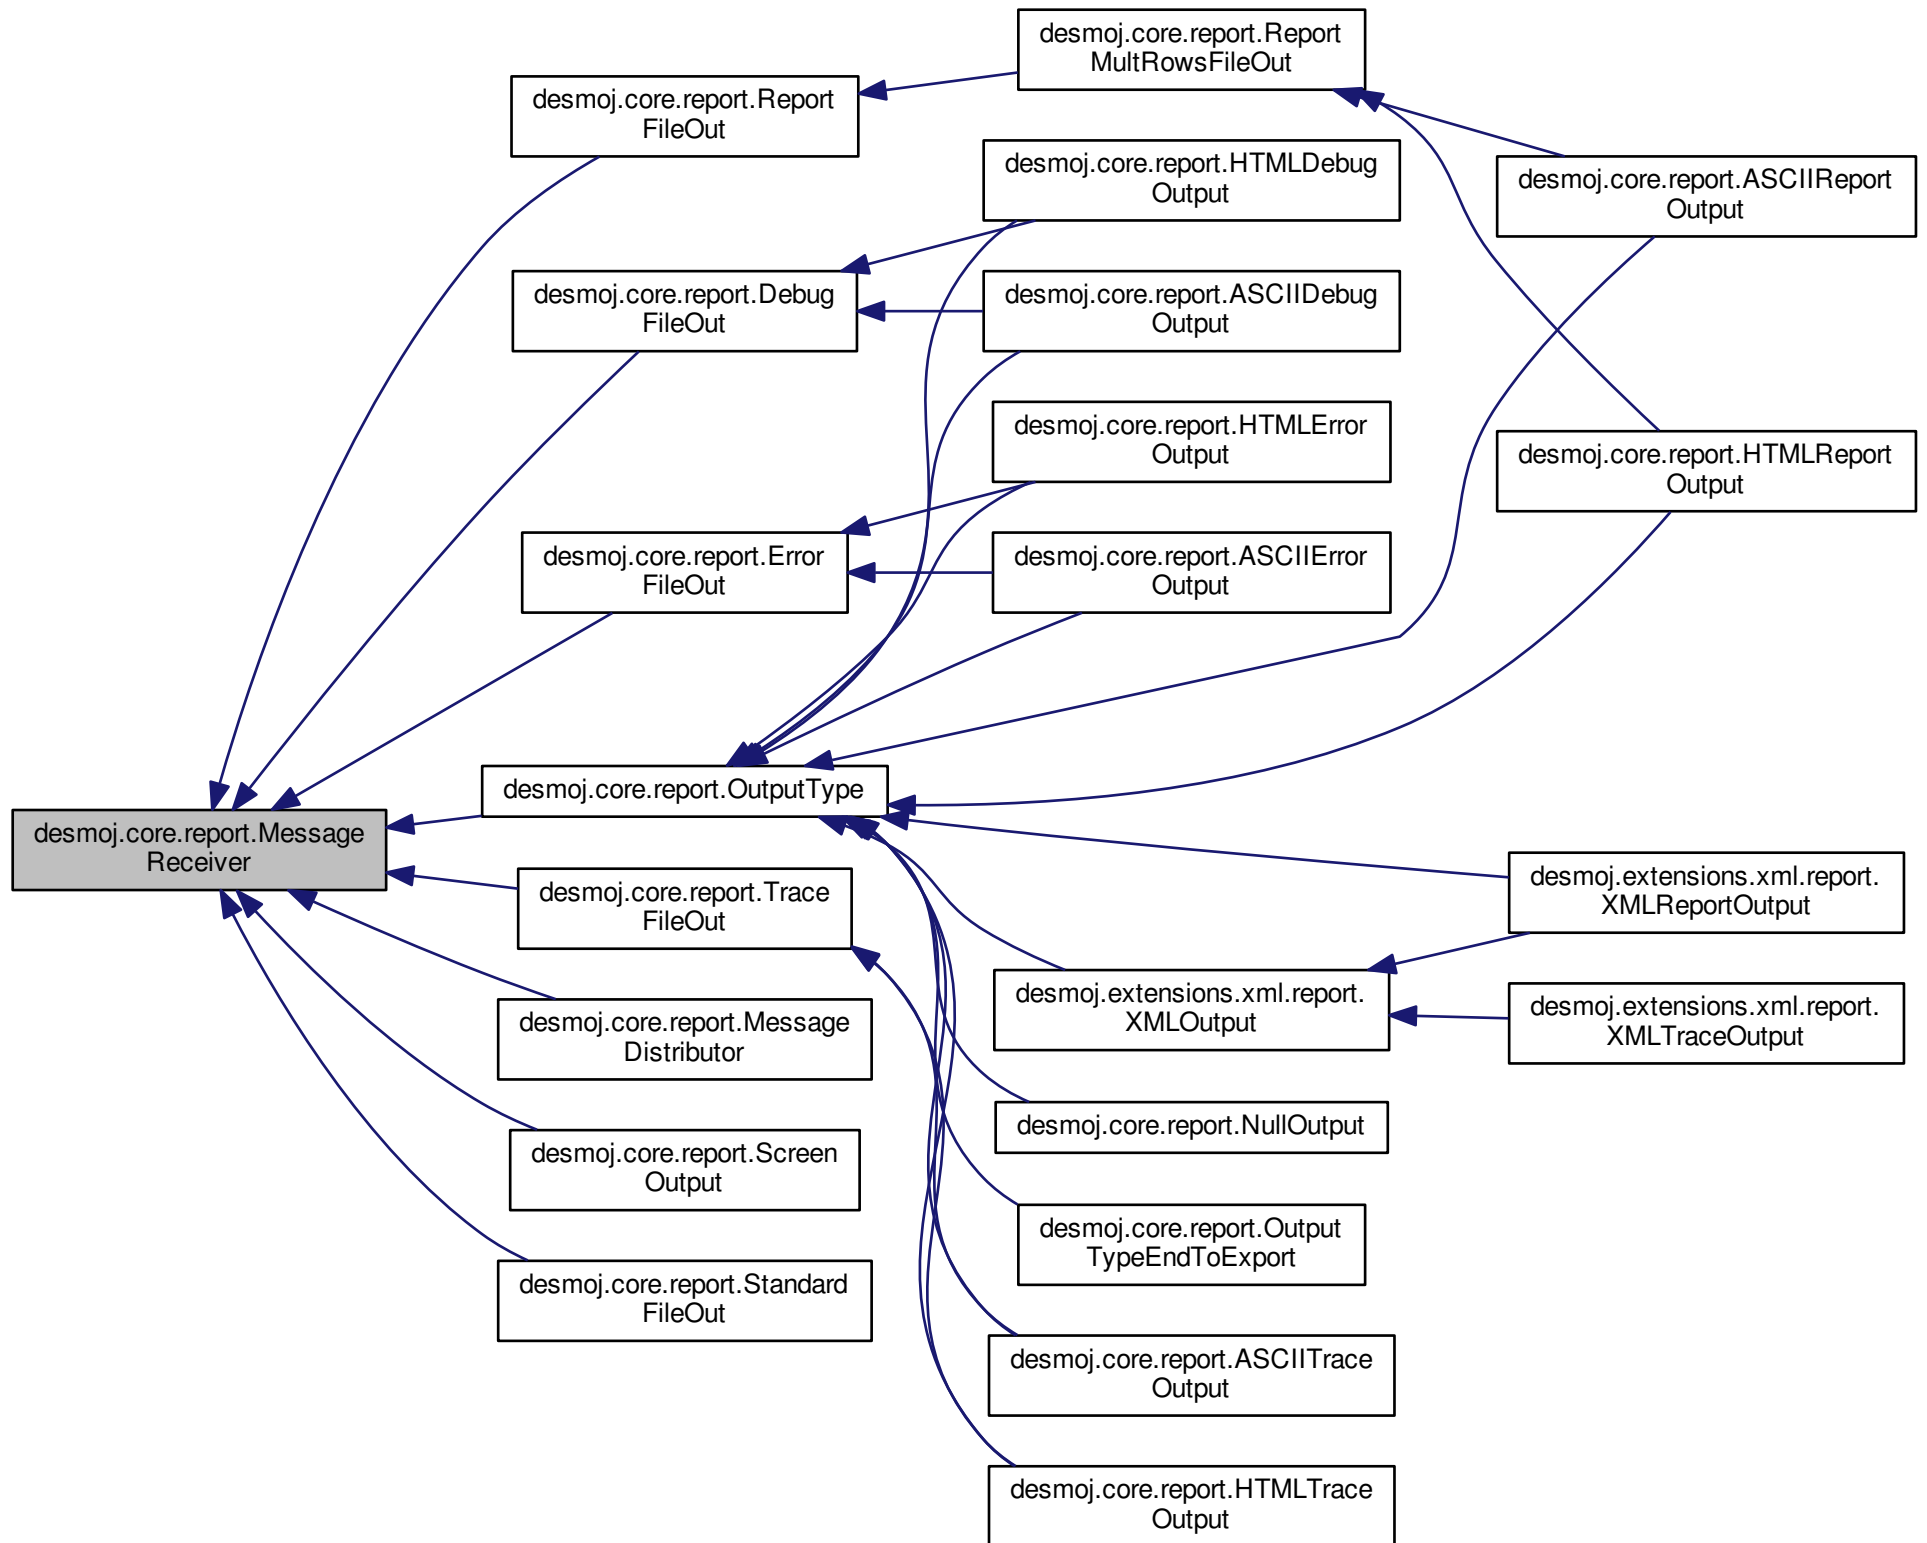 desmoj.core.report.Message
Receiver
desmoj.core.report.Report
FileOut
desmoj.core.report.Debug
FileOut
desmoj.core.report.Error
FileOut
desmoj.core.report.OutputType
desmoj.core.report.Trace
FileOut
desmoj.core.report.Message
Distributor
desmoj.core.report.Screen
Output
desmoj.core.report.Standard
FileOut
desmoj.core.report.Report
MultRowsFileOut
desmoj.core.report.HTMLDebug
Output
desmoj.core.report.ASCIIDebug
Output
desmoj.core.report.HTMLError
Output
desmoj.core.report.ASCIIError
Output
desmoj.extensions.xml.report.
XMLOutput
desmoj.core.report.NullOutput
desmoj.core.report.Output
TypeEndToExport
desmoj.core.report.ASCIITrace
Output
desmoj.core.report.HTMLTrace
Output
desmoj.core.report.ASCIIReport
Output
desmoj.core.report.HTMLReport
Output
desmoj.extensions.xml.report.
XMLReportOutput
desmoj.extensions.xml.report.
XMLTraceOutput